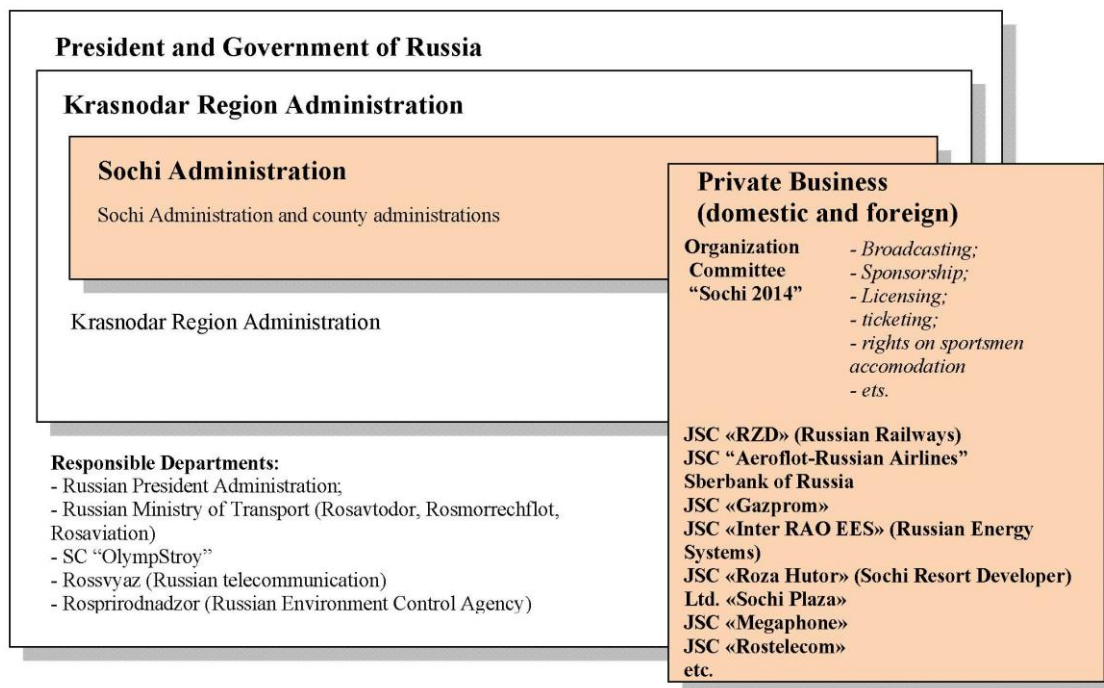 President and Government of Russia
Krasnodar Region Administration
Sochi Administration
Sochi Administration and county administrations
Krasnodar Region Administration
Responsible Departments:
- Russian President Administration;
- Russian Ministry of Transport (Rosavtodor, Rosmorrechflot,
Rosaviation)
- SC “OlympStroy”
- Rossvyaz (Russian telecommunication)
- Rosprirodnadzor (Russian Environment Control Agency)
Private Business
(domestic and foreign)
Organization
Committee
“Sochi 2014”
- Broadcasting;
- Sponsorship;
- Licensing;
- ticketing;
- rights on sportsmen
accomodation
- ets.
JSC «RZD» (Russian Railways)
JSC “Aeroflot-Russian Airlines”
Sberbank of Russia
JSC «Gazprom»
JSC «Inter RAO EES» (Russian Energy
Systems)
JSC «Roza Hutor» (Sochi Resort Developer)
Ltd. «Sochi Plaza»
JSC «Megaphone»
JSC «Rostelecom»
etc.